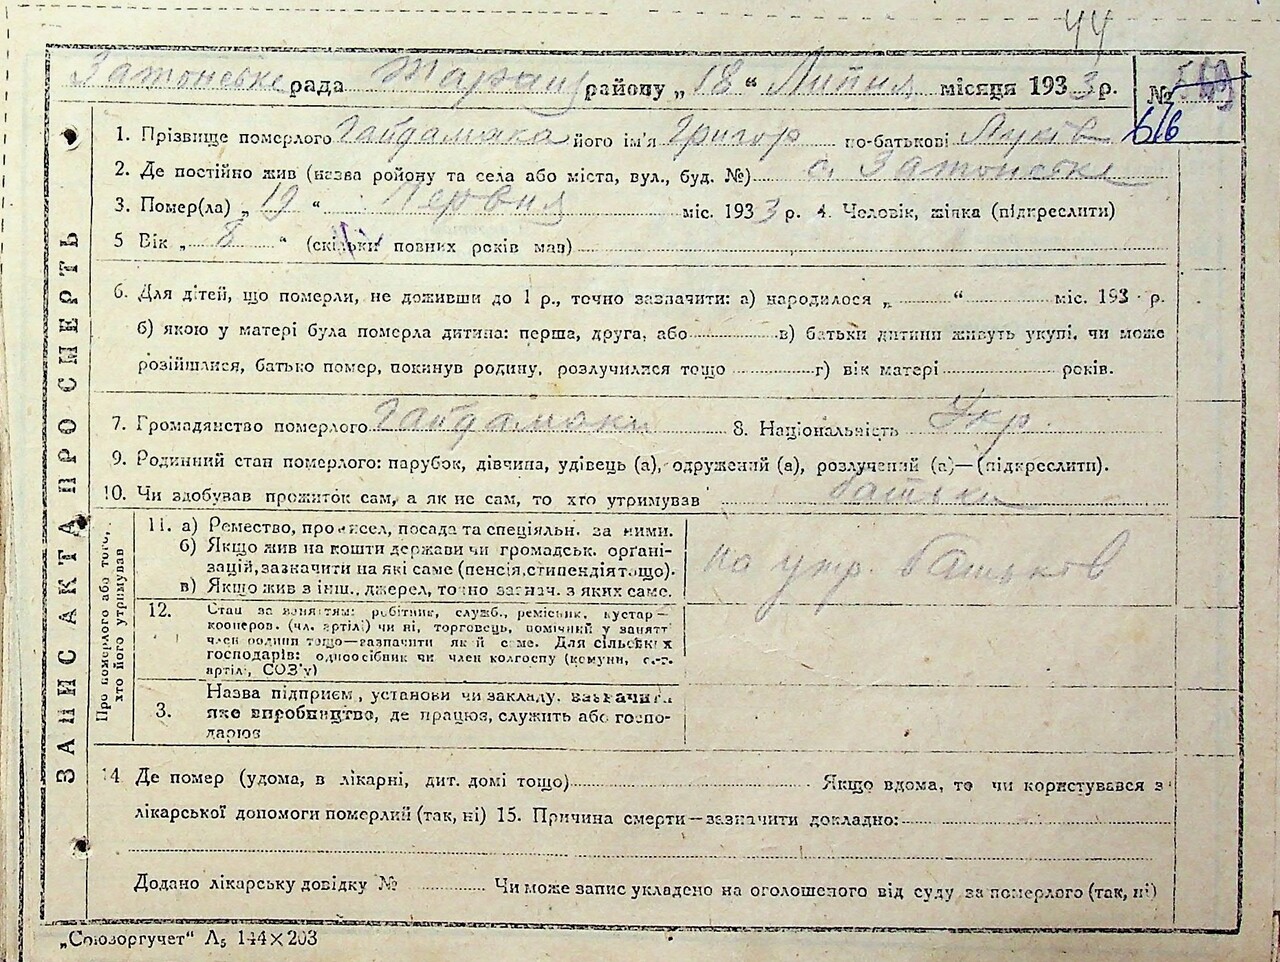 44
Затонське рада Таращ району „18" Липня місяця 1933 р.
№ 569
616
1. Прізвище померлого Гайдамака його ім'я Григор по-батькові Луків
2. Де постійно жив (назва ройону та села або міста, вул., буд. №) с. Затонське
3. Помер(ла) „19" Червня міс. 1933 р. 4. Чоловік, жінка (підкреслити)
5 Вік „8" (скільки повних років мав)
6. Для дітей, що померли, не доживши до 1 р., точно зазначити: а) народилося „ " міс. 193 р.
б) якою у матері була померла дитина: перша, друга, або в) батьки дитини живуть укупі, чи може
розійшлися, батько помер, покинув родину, розлучилися тощо г) вік матері років.
7. Громадянство померлого Гайдамаки 8. Національність Укр.
9. Родинний стан померлого: парубок, дівчина, удівець (а), одружений (а), розлучений (а)—(підкреслити).
10. Чи здобував прожиток сам, а як не сам, то хто утримував батьки
ЗАПИС АКТА ПРО СМЕРТЬ
Про померлого або того,
хто його утримував
11. а) Ремество, промисел, посада та спеціяльн. за ними.
б) Якщо жив на кошти держави чи громадськ. організацій, зазначити на які саме (пенсія, стипендія тощо).
в) Якщо жив з інш. джерел, точно зазнач. з яких саме.
на утр. батьков
12. Стан за заняттям: робітник, служб., ремісник, кустар—
кооперов. (чл. артілі) чи ні, торговець, помічний у занятт
член родини тощо—зазначити який саме. Для сільськ х
господарів: одноосібник чи член колгоспу (комуни, с.-г.
артілі, СОЗ'у)
3. Назва підприєм., установи чи закладу. зазначити
яке виробництво, де працює, служить або госпо-
дарює
14 Де помер (удома, в лікарні, дит. домі тощо) Якщо вдома, то чи користувався з
лікарської допомоги померлий (так, ні) 15. Причина смерти—зазначити докладно:
Додано лікарську довідку № Чи може запис укладено на оголошеного від суду за померлого (так, ні)
„Союзоргучет" Л₅ 144×203